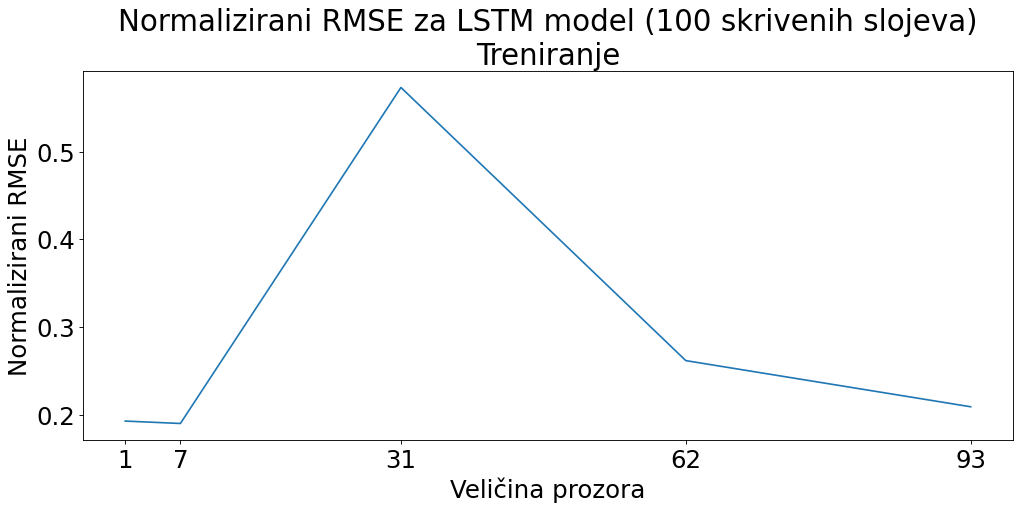 Normalizirani RMSE za LSTM model (100 skrivenih slojeva)
Treniranje
Normalizirani RMSE
0.5
0.4
0.3
0.2
1 7 31 62 93
Veličina prozora